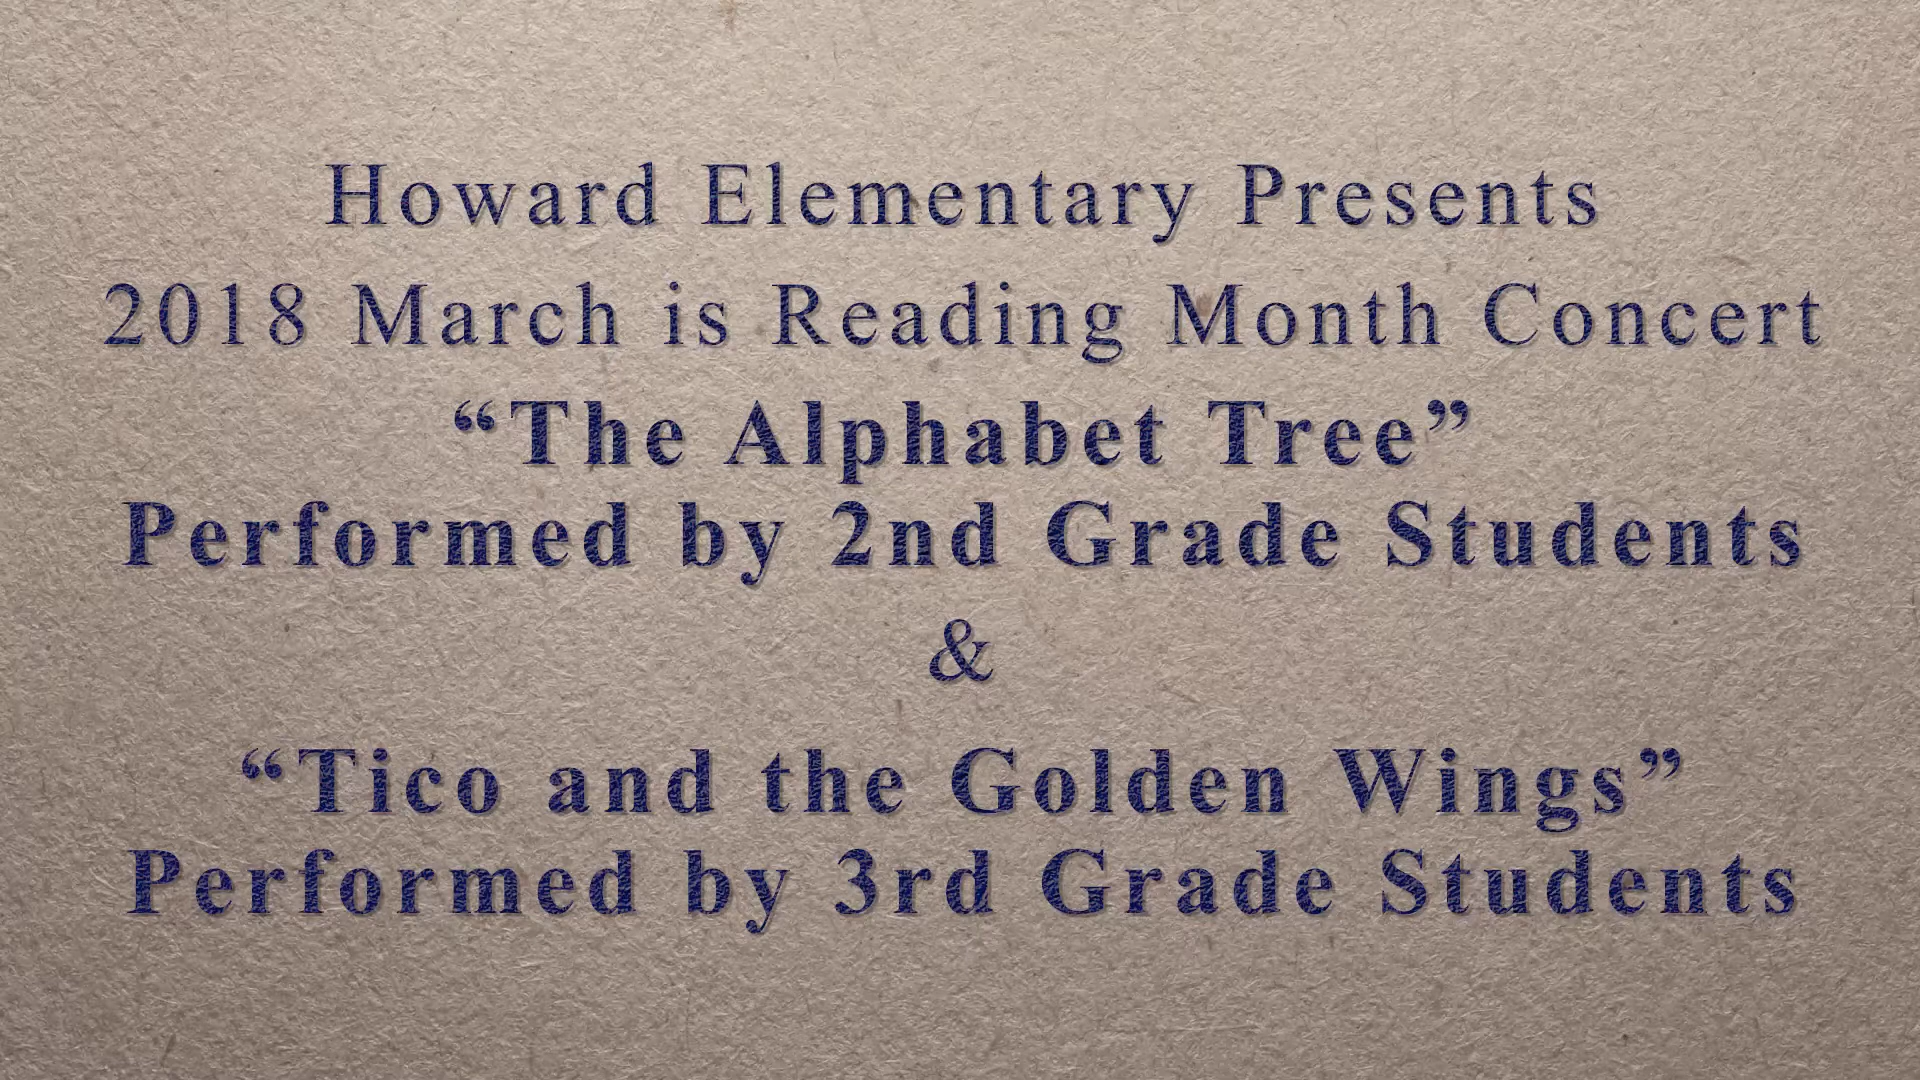 Howard Elementary Presents
2018 March is Reading Month Concert
“The Alphabet Tree”
Performed by 2nd Grade Students
&
“Tico and the Golden Wings”
Performed by 3rd Grade Students